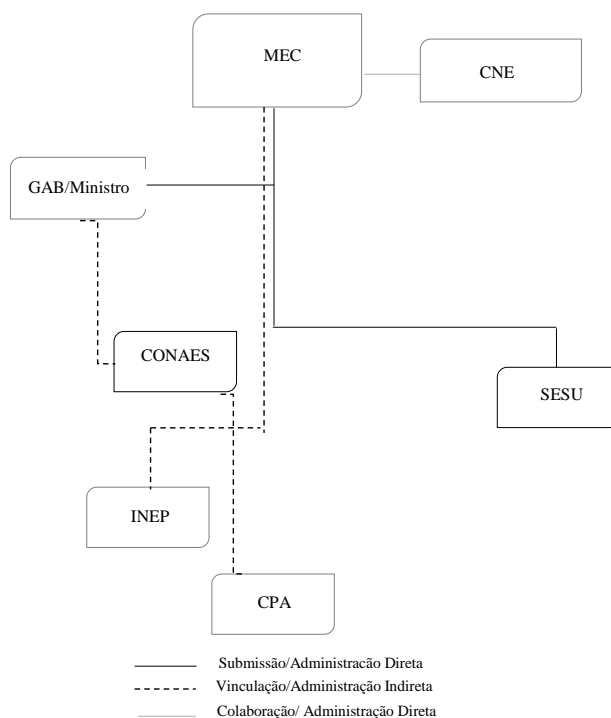 MEC
CNE
GAB/Ministro
CONAES
SESU
INEP
CPA
Submissão/Administracão Direta
Vinculação/Administração Indireta
Colaboração/ Administração Direta